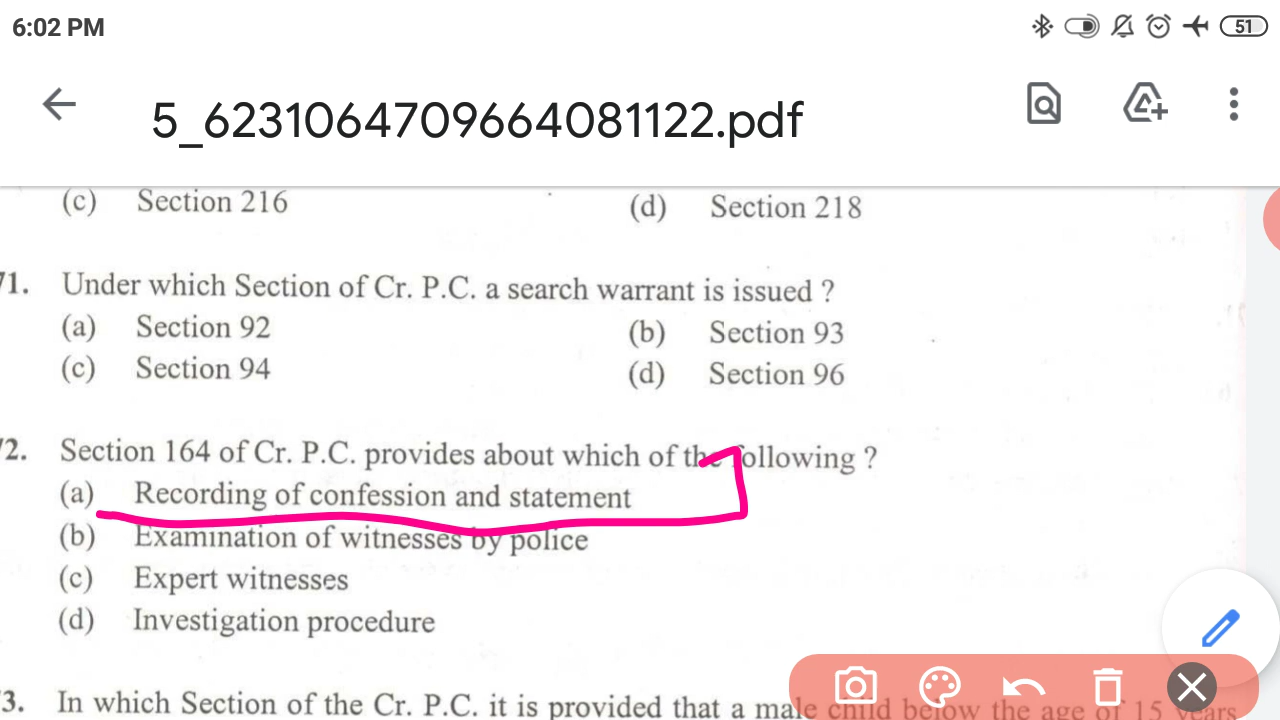 6:02 PM
51
5_6231064709664081122.pdf
(c) Section 216 (d) Section 218
71. Under which Section of Cr. P.C. a search warrant is issued ?
(a) Section 92 (b) Section 93
(c) Section 94 (d) Section 96
72. Section 164 of Cr. P.C. provides about which of the following ?
(a) Recording of confession and statement
(b) Examination of witnesses by police
(c) Expert witnesses
(d) Investigation procedure
3. In which Section of the Cr. P.C. it is provided that a male child below the age of 15 years